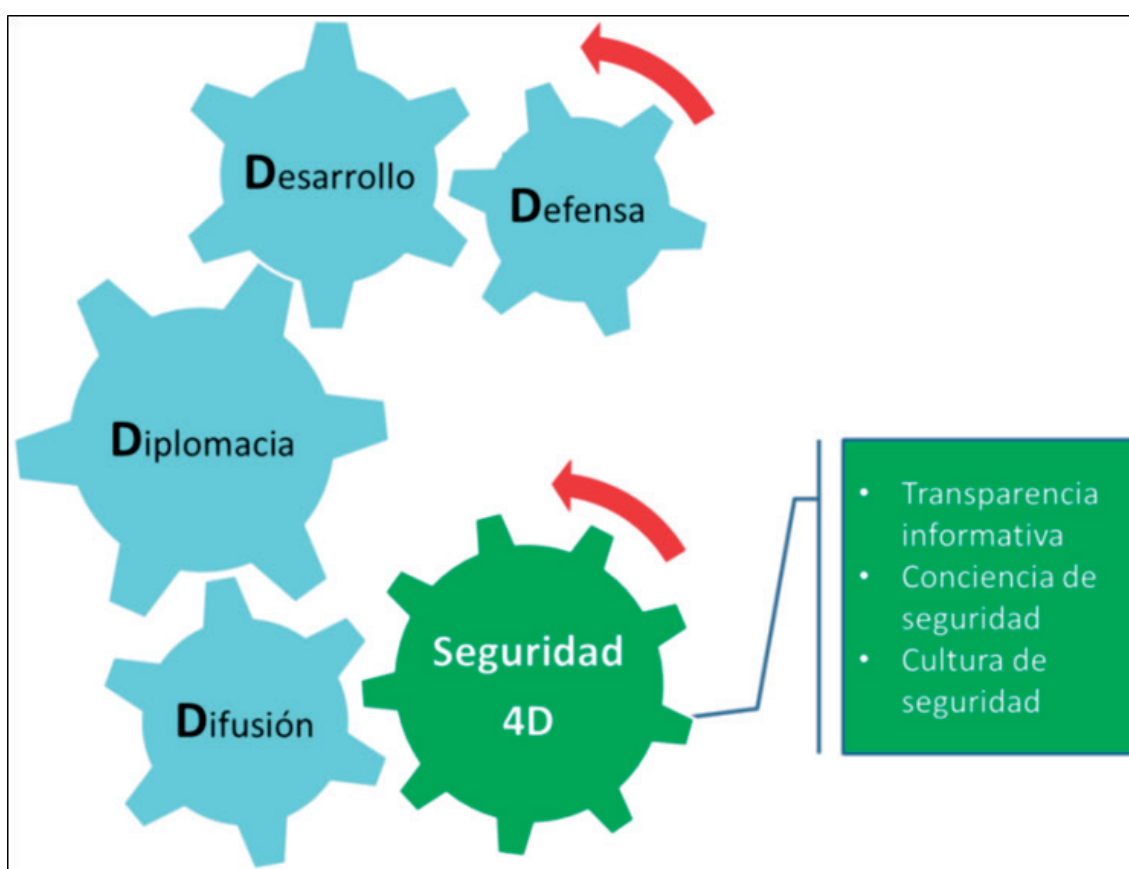 Desarrollo
Defensa
Diplomacia
Difusión
Seguridad
4D
• Transparencia
informativa
• Conciencia de
seguridad
• Cultura de
seguridad